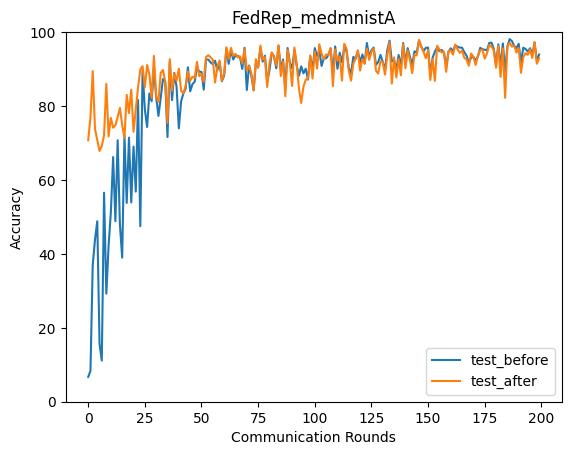 FedRep_medmnistA
100
80
60
40
20
0
Accuracy
0 25 50 75 100 125 150 175 200
Communication Rounds
test_before
test_after